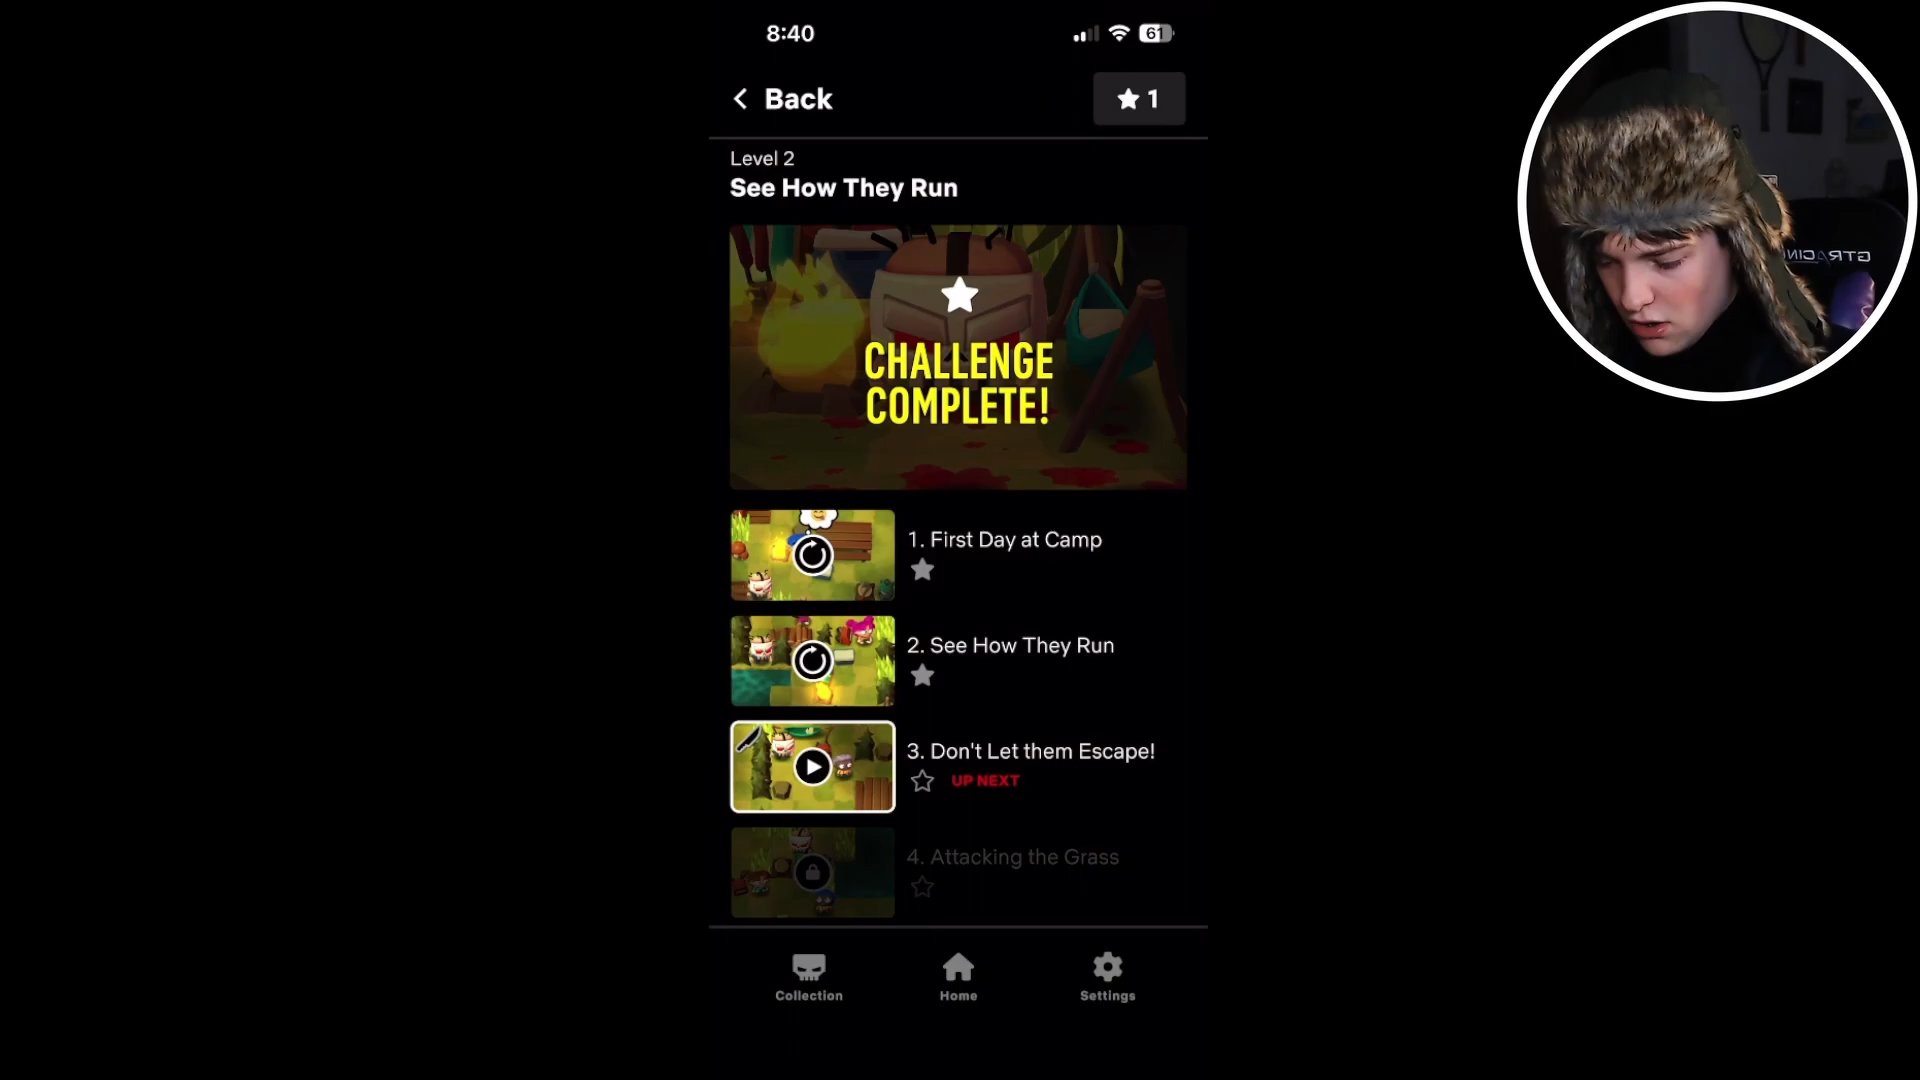 8:40
61
Back
1
Level 2
See How They Run
CHALLENGE
COMPLETE!
1. First Day at Camp
2. See How They Run
3. Don't Let them Escape!
UP NEXT
4. Attacking the Grass
Collection
Home
Settings
GTRACING